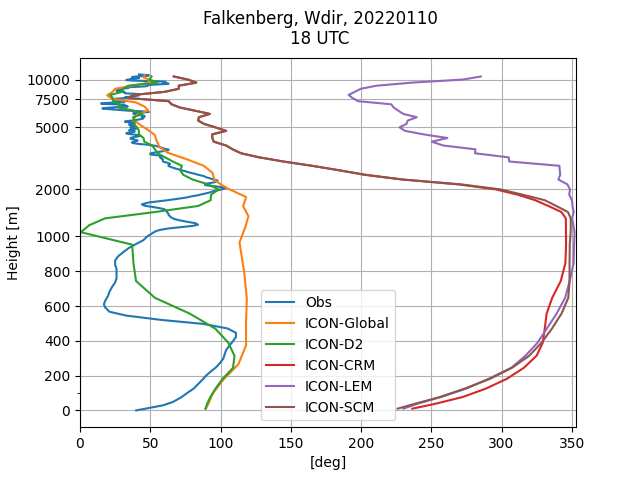 Falkenberg, Wdir, 20220110
18 UTC
Height [m]
10000
7500
5000
2000
1000
800
600
400
200
0
Obs
ICON-Global
ICON-D2
ICON-CRM
ICON-LEM
ICON-SCM
0 50 100 150 200 250 300 350
[deg]